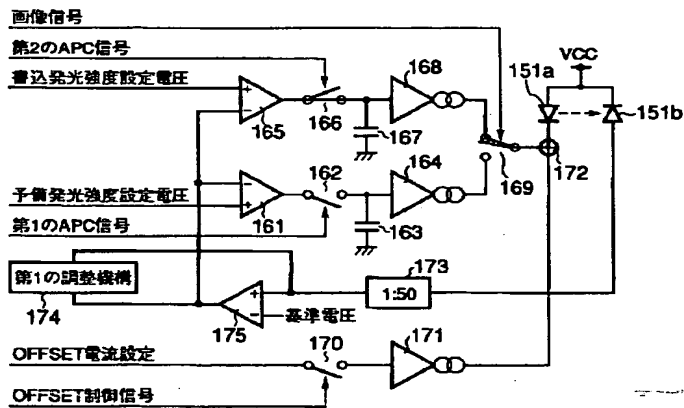 画像信号
第2のAPC信号
書込発光強度設定電圧
168
VCC
151a
151b
165
166
167
169
172
162
164
予備発光強度設定電圧
161
第1のAPC信号
163
第1の調整機構
174
173
1:50
175
基準電圧
OFFSET電流設定
170
171
OFFSET制御信号